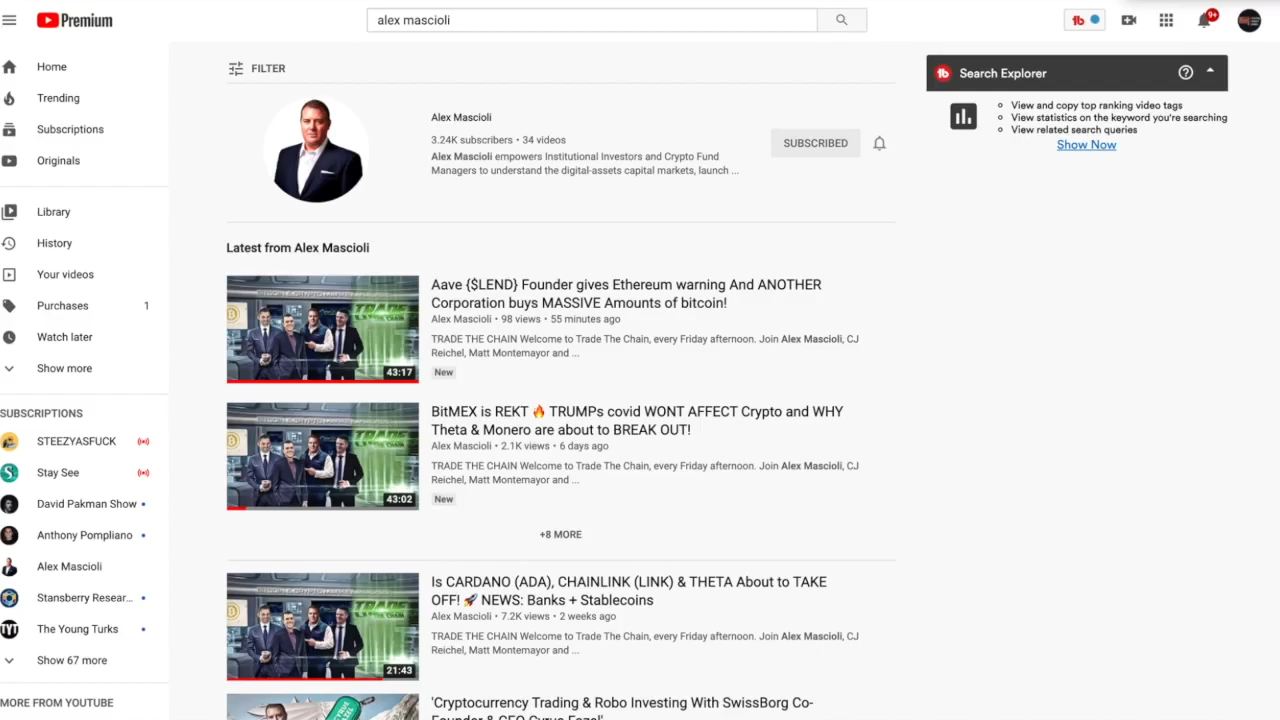 Premium
alex mascioli
9+
Home
Trending
Subscriptions
Originals
Library
History
Your videos
Purchases 1
Watch later
Show more
SUBSCRIPTIONS
STEEZYASFUCK
Stay See
David Pakman Show
Anthony Pompliano
Alex Mascioli
Stansberry Resear...
The Young Turks
Show 67 more
MORE FROM YOUTUBE
FILTER
Alex Mascioli
3.24K subscribers • 34 videos
Alex Mascioli empowers Institutional Investors and Crypto Fund
Managers to understand the digital-assets capital markets, launch ...
SUBSCRIBED
Latest from Alex Mascioli
43:17
Aave {$LEND} Founder gives Ethereum warning And ANOTHER
Corporation buys MASSIVE Amounts of bitcoin!
Alex Mascioli • 98 views • 55 minutes ago
TRADE THE CHAIN Welcome to Trade The Chain, every Friday afternoon. Join Alex Mascioli, CJ
Reichel, Matt Montemayor and ...
New
43:02
BitMEX is REKT 🔥 TRUMPs covid WONT AFFECT Crypto and WHY
Theta & Monero are about to BREAK OUT!
Alex Mascioli • 2.1K views • 6 days ago
TRADE THE CHAIN Welcome to Trade The Chain, every Friday afternoon. Join Alex Mascioli, CJ
Reichel, Matt Montemayor and ...
New
+8 MORE
21:43
Is CARDANO (ADA), CHAINLINK (LINK) & THETA About to TAKE
OFF! 🚀 NEWS: Banks + Stablecoins
Alex Mascioli • 7.2K views • 2 weeks ago
TRADE THE CHAIN Welcome to Trade The Chain, every Friday afternoon. Join Alex Mascioli, CJ
Reichel, Matt Montemayor and ...
'Cryptocurrency Trading & Robo Investing With SwissBorg Co-
Founder & CEO Cyrus Fazel'
tb
tb Search Explorer
View and copy top ranking video tags
View statistics on the keyword you're searching
View related search queries
Show Now